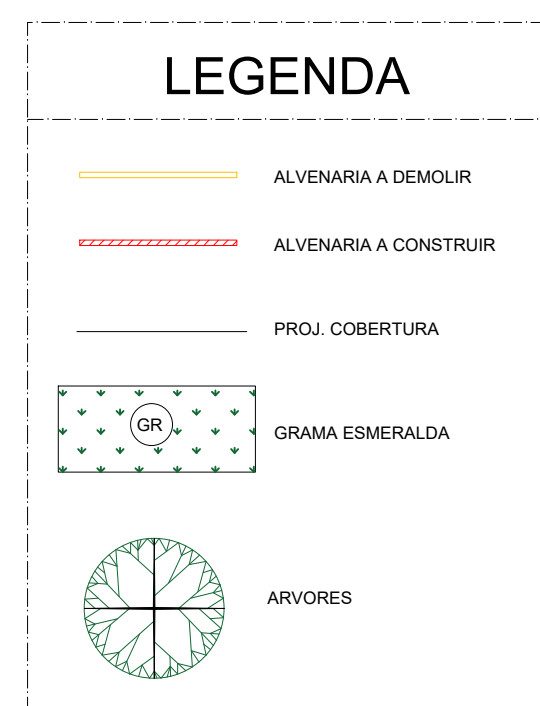 LEGENDA
ALVENARIA A DEMOLIR
ALVENARIA A CONSTRUIR
PROJ. COBERTURA
GR
GRAMA ESMERALDA
ARVORES